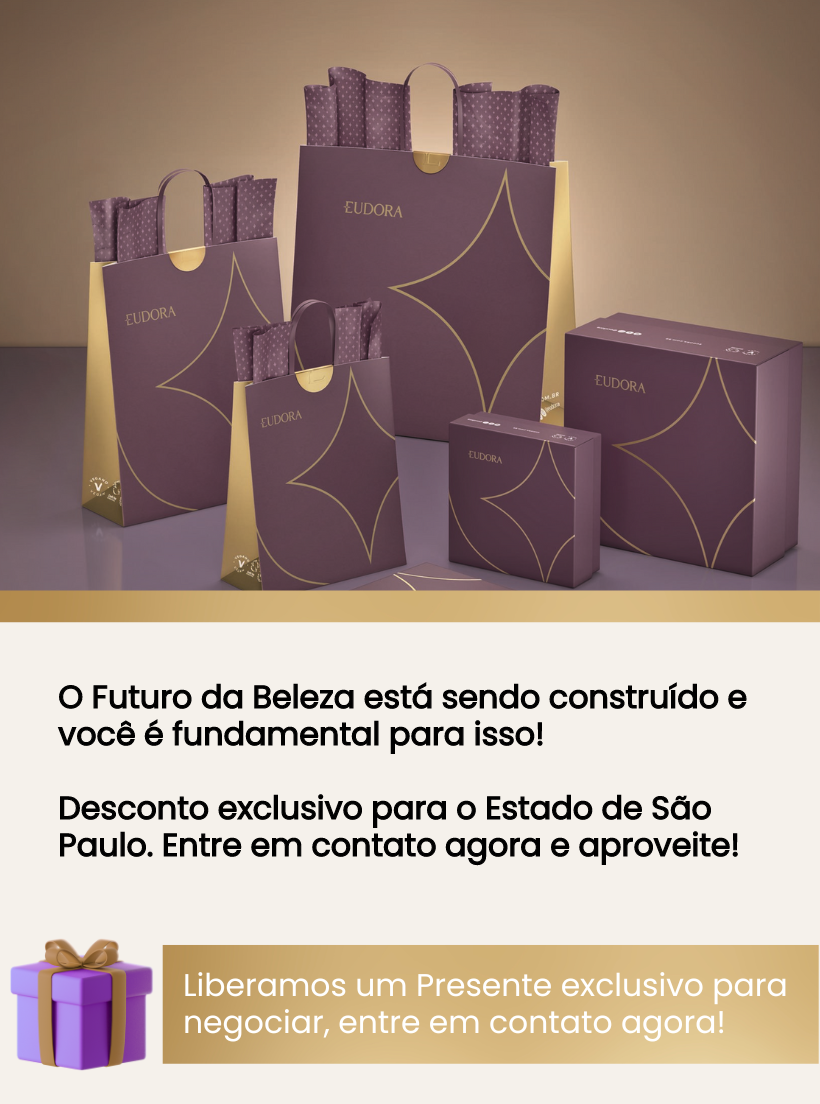 EUDORA
EUDORA
EUDORA
EUDORA
EUDORA
O Futuro da Beleza está sendo construído e
você é fundamental para isso!
Desconto exclusivo para o Estado de São
Paulo. Entre em contato agora e aproveite!
Liberamos um Presente exclusivo para
negociar, entre em contato agora!